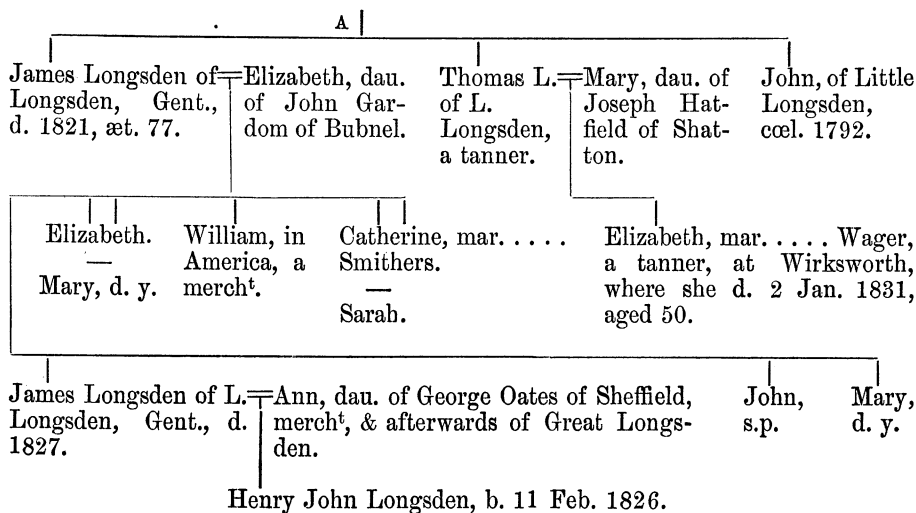 A
James Longsden of
Longsden, Gent.,
d. 1821, æt. 77.
Elizabeth, dau.
of John Gar-
dom of Bubnel.
Thomas L.
of L.
Longsden,
a tanner.
Mary, dau. of
Joseph Hat-
field of Shat-
ton.
John, of Little
Longsden,
cœl. 1792.
Elizabeth.
—
Mary, d. y.
William, in
America, a
mercht.
Catherine, mar. . . . .
Smithers.
—
Sarah.
Elizabeth, mar. . . . . Wager,
a tanner, at Wirksworth,
where she d. 2 Jan. 1831,
aged 50.
James Longsden of L.
Longsden, Gent., d.
1827.
Ann, dau. of George Oates of Sheffield,
mercht, & afterwards of Great Longs-
den.
John,
s.p.
Mary,
d. y.
Henry John Longsden, b. 11 Feb. 1826.